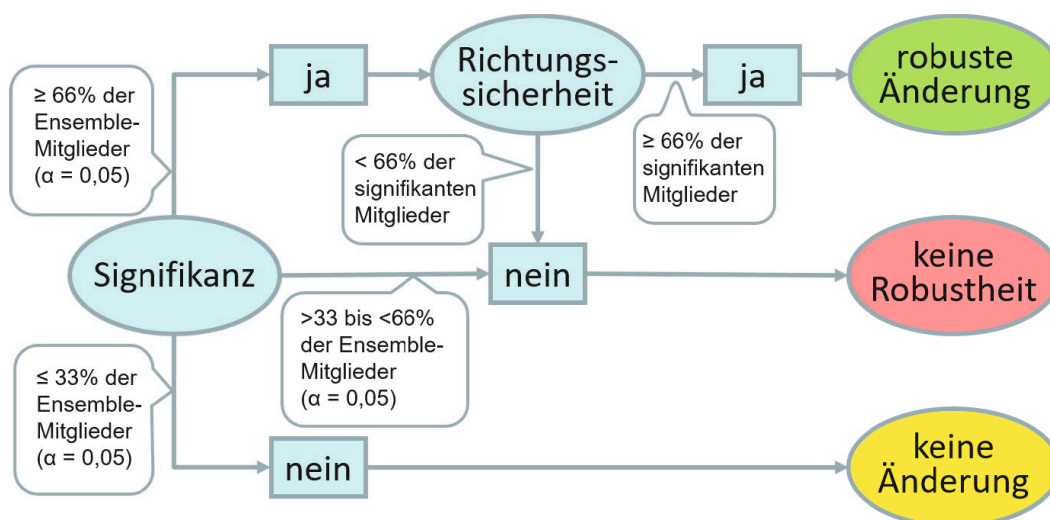 ≥ 66% der
Ensemble-
Mitglieder
(α = 0,05)
ja
Richtungs-
sicherheit
ja
robuste
Änderung
< 66% der
signifikanten
Mitglieder
≥ 66% der
signifikanten
Mitglieder
Signifikanz
nein
keine
Robustheit
>33 bis <66%
der Ensemble-
Mitglieder
(α = 0,05)
≤ 33% der
Ensemble-
Mitglieder
(α = 0,05)
nein
keine
Änderung